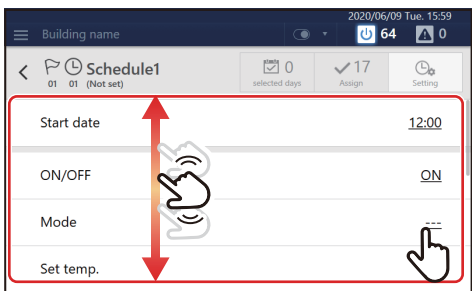 2020/06/09 Tue. 15:59
Building name
64
0
Schedule1
01 01 (Not set)
0
selected days
17
Assign
Setting
Start date
12:00
ON/OFF
ON
Mode
---
Set temp.